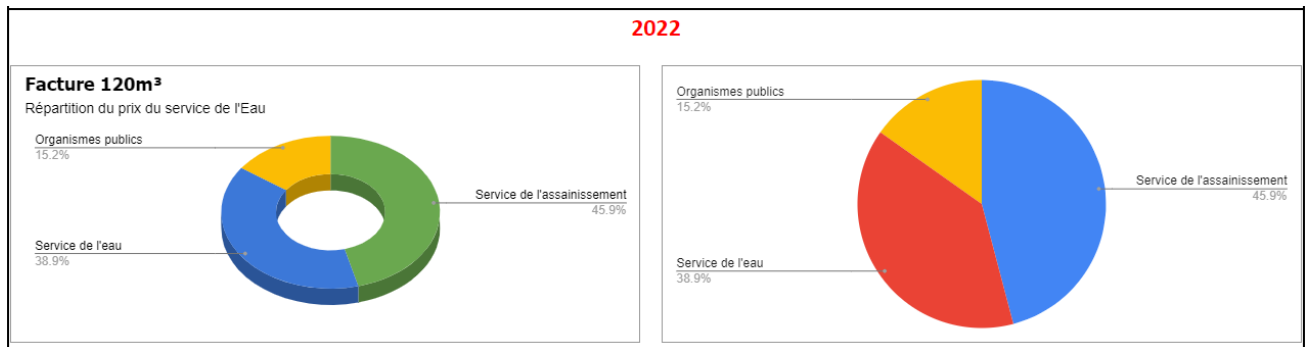 2022
Facture 120m³
Répartition du prix du service de l'Eau
Organismes publics
15.2%
Service de l'assainissement
45.9%
Service de l'eau
38.9%
Organismes publics
15.2%
Service de l'assainissement
45.9%
Service de l'eau
38.9%